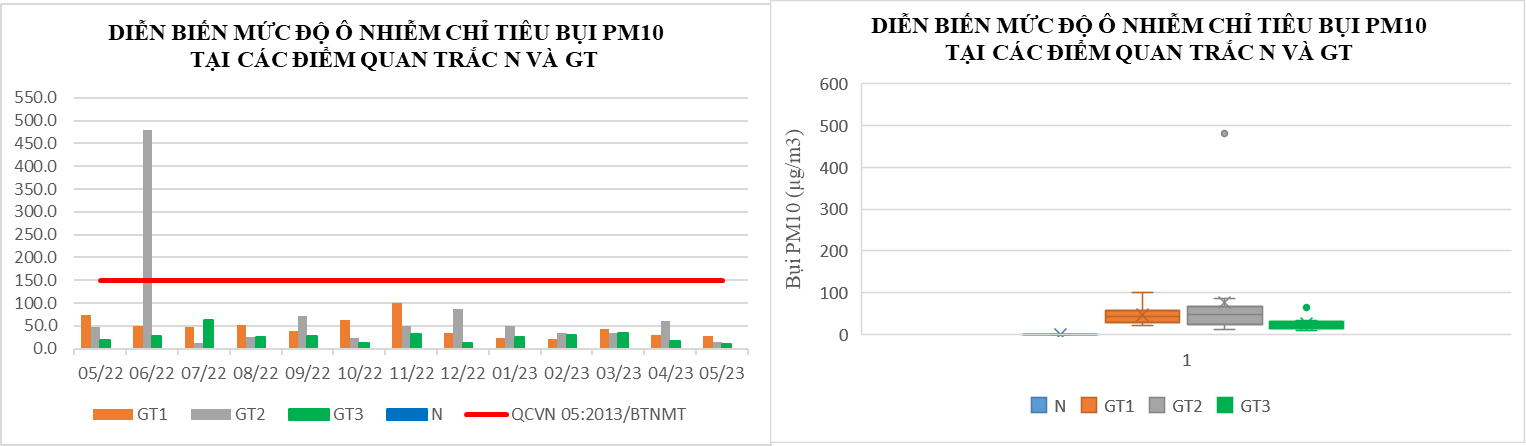 DIỄN BIẾN MỨC ĐỘ Ô NHIỄM CHỈ TIÊU BỤI PM10
TẠI CÁC ĐIỂM QUAN TRẮC N VÀ GT
550.0
500.0
450.0
400.0
350.0
300.0
250.0
200.0
150.0
100.0
50.0
0.0
05/22 06/22 07/22 08/22 09/22 10/22 11/22 12/22 01/23 02/23 03/23 04/23 05/23
GT1 GT2 GT3 N QCVN 05:2013/BTNMT
DIỄN BIẾN MỨC ĐỘ Ô NHIỄM CHỈ TIÊU BỤI PM10
TẠI CÁC ĐIỂM QUAN TRẮC N VÀ GT
Bụi PM10 (µg/m3)
600
500
400
300
200
100
0
1
N GT1 GT2 GT3